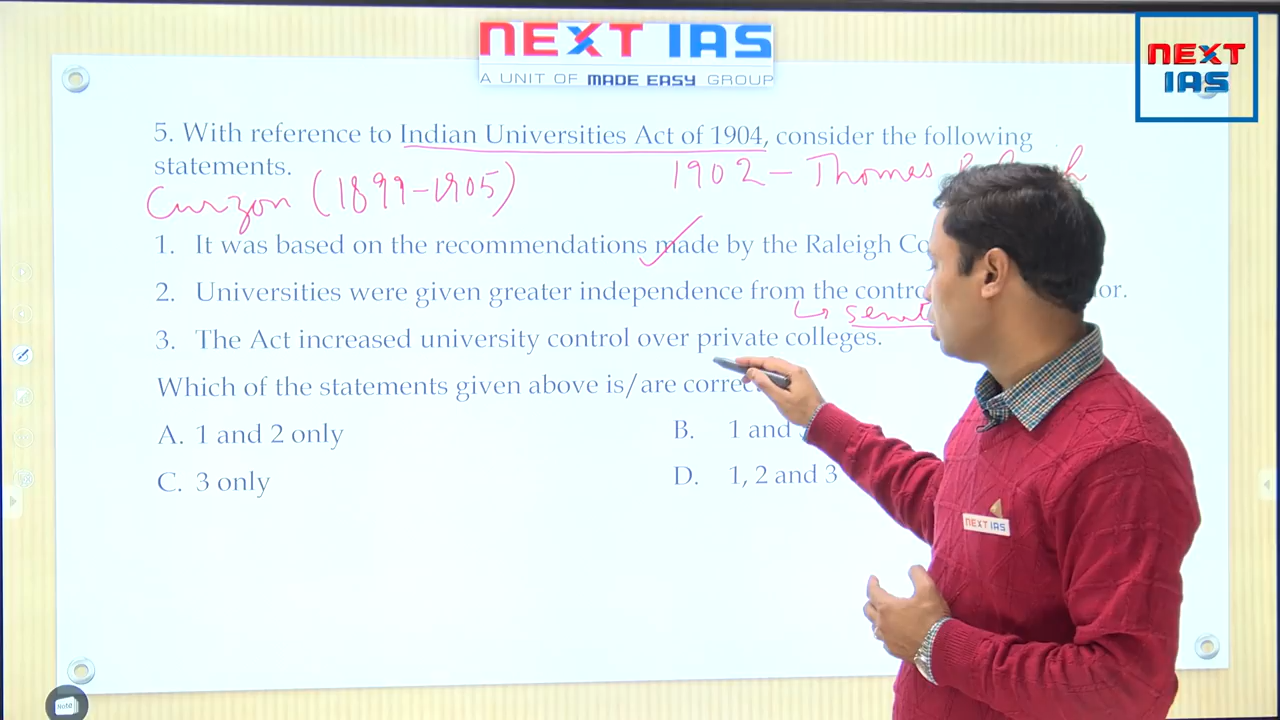 NEXT IAS
A UNIT OF MADE EASY GROUP
NEXT
IAS
5. With reference to Indian Universities Act of 1904, consider the following
statements.
1902 - Thomes
Curzon (1899-1905)
1. It was based on the recommendations made by the Raleigh
2. Universities were given greater independence from the
senat
3. The Act increased university control over private colleges.
Which of the statements given above is/are
A. 1 and 2 only
B. 1 and
C. 3 only
D. 1, 2 and 3
NEXT IAS
Note